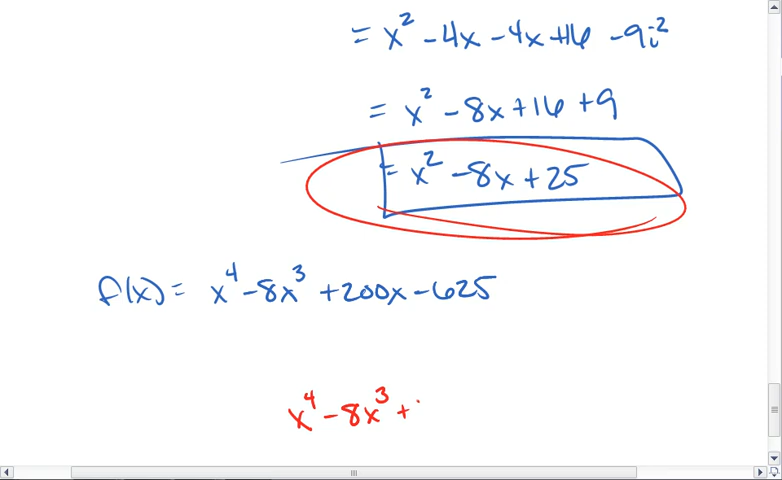 = x² - 4x - 4x + 16 - 9i²
= x² - 8x + 16 + 9
= x² - 8x + 25
f(x) = x⁴ - 8x³ + 200x - 625
x⁴ - 8x³ +